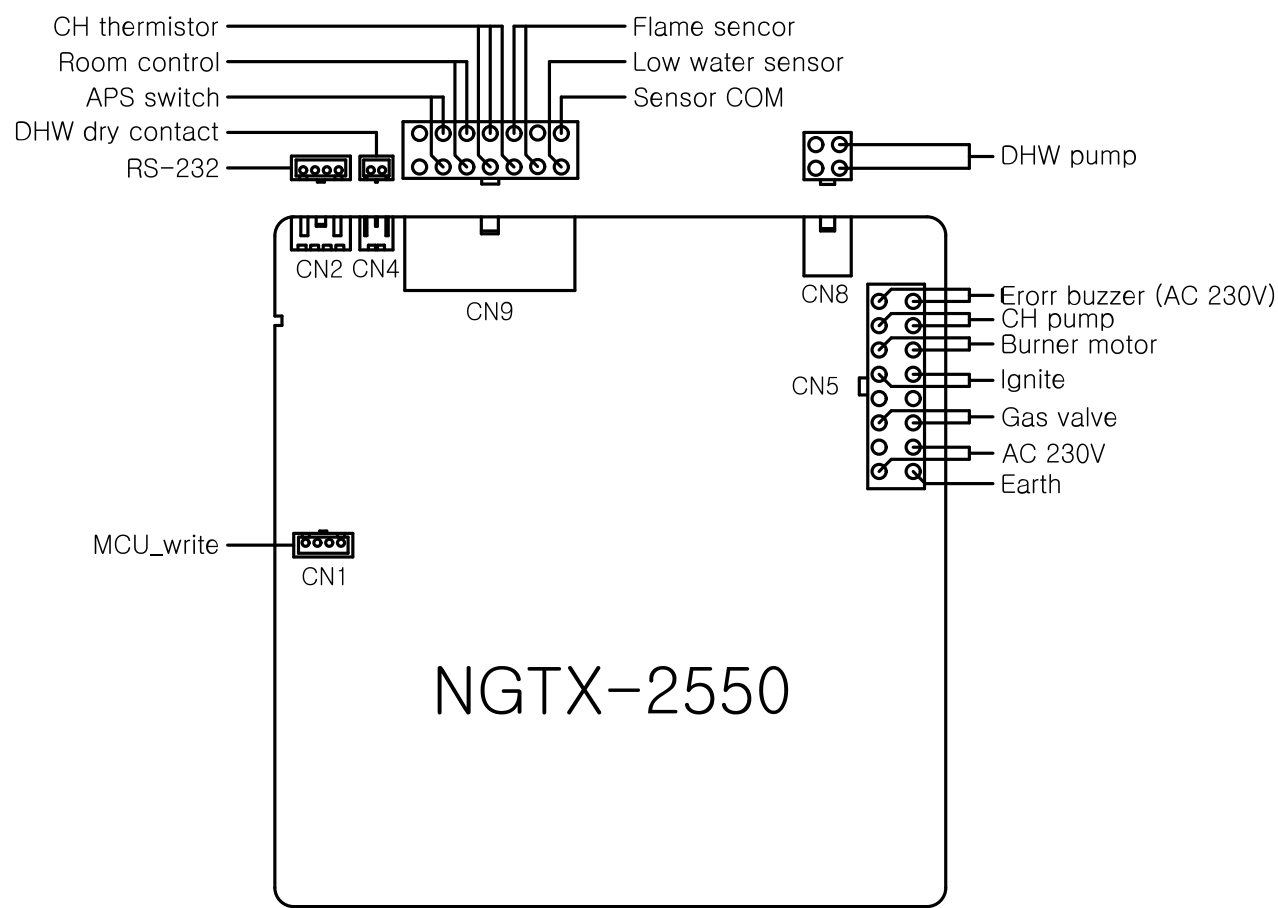 CH thermistor
Room control
APS switch
DHW dry contact
RS-232
Flame sencor
Low water sensor
Sensor COM
DHW pump
CN2
CN4
CN9
CN8
Erorr buzzer (AC 230V)
CH pump
Burner motor
CN5
Ignite
Gas valve
AC 230V
Earth
MCU_write
CN1
NGTX-2550